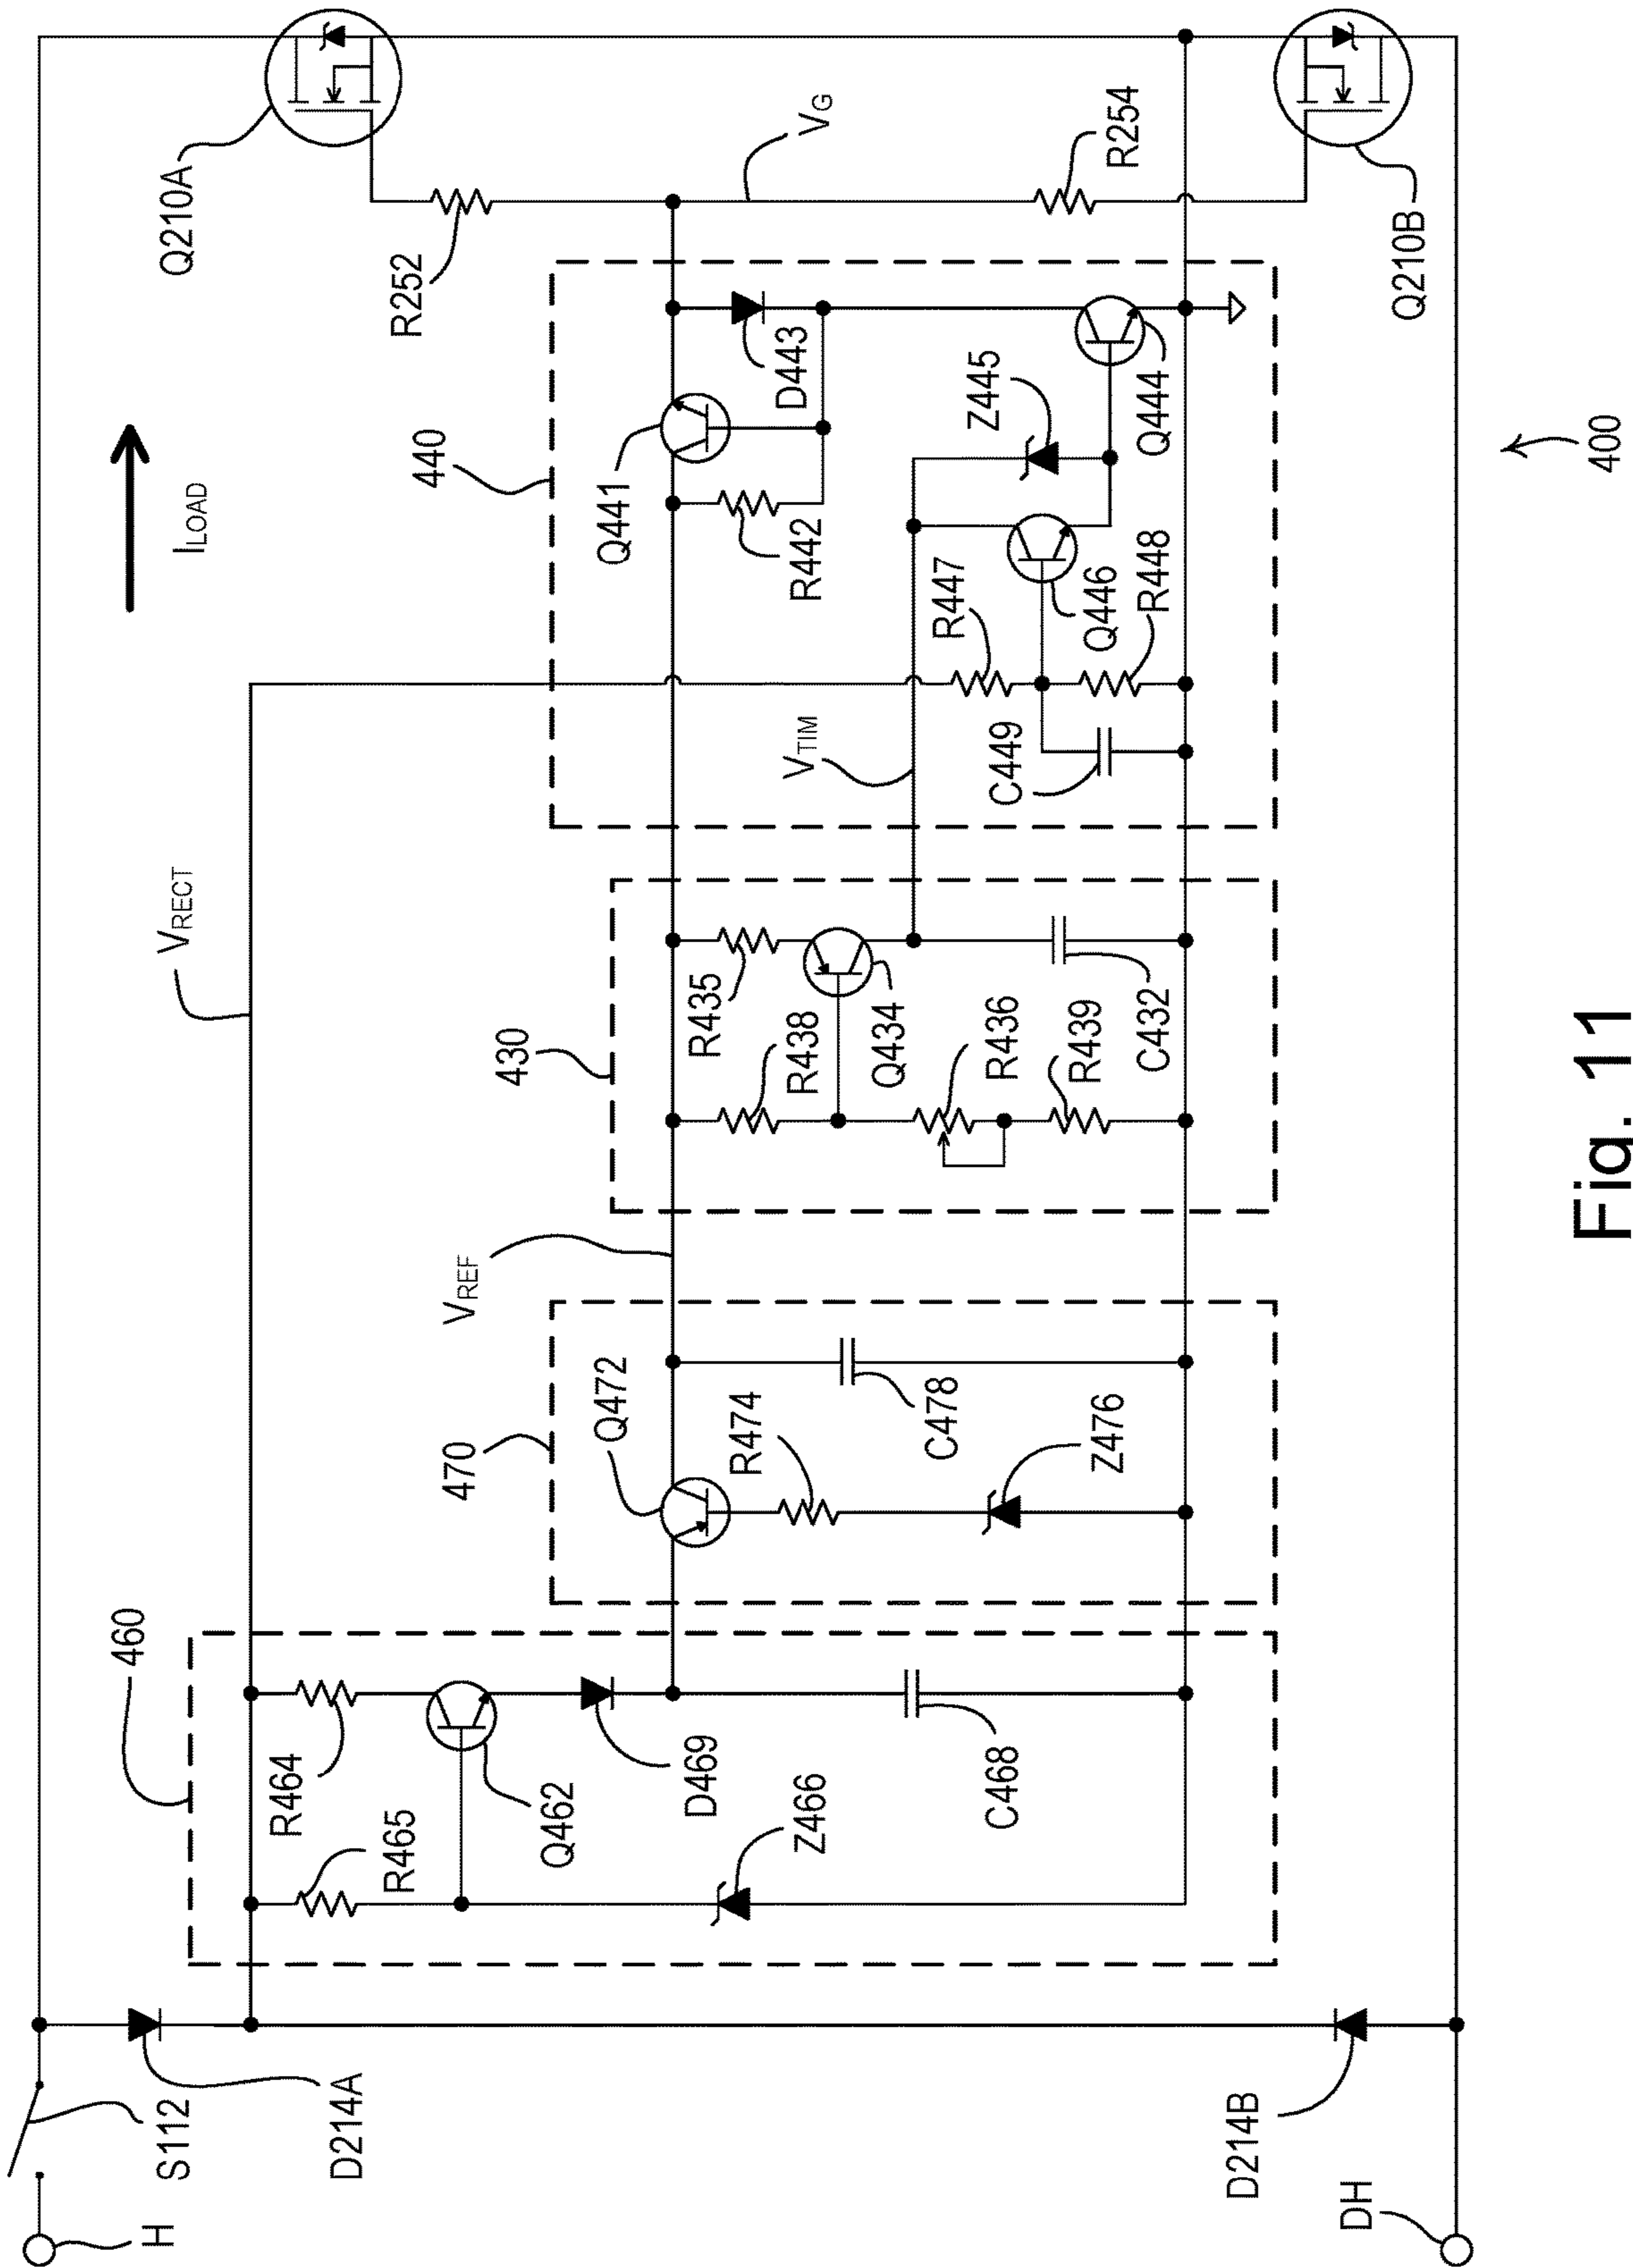 H
S112
D214A
D214B
DH
460
R464
R465
Q462
D469
Z466
C468
VRECT
470
Q472
R474
C478
Z476
VREF
430
R435
R438
Q434
R436
R439
C432
VTIM
440
Q441
R442
D443
Z445
Q444
R447
Q446
R448
C449
ILOAD
R252
VG
R254
Q210A
Q210B
400
Fig. 11